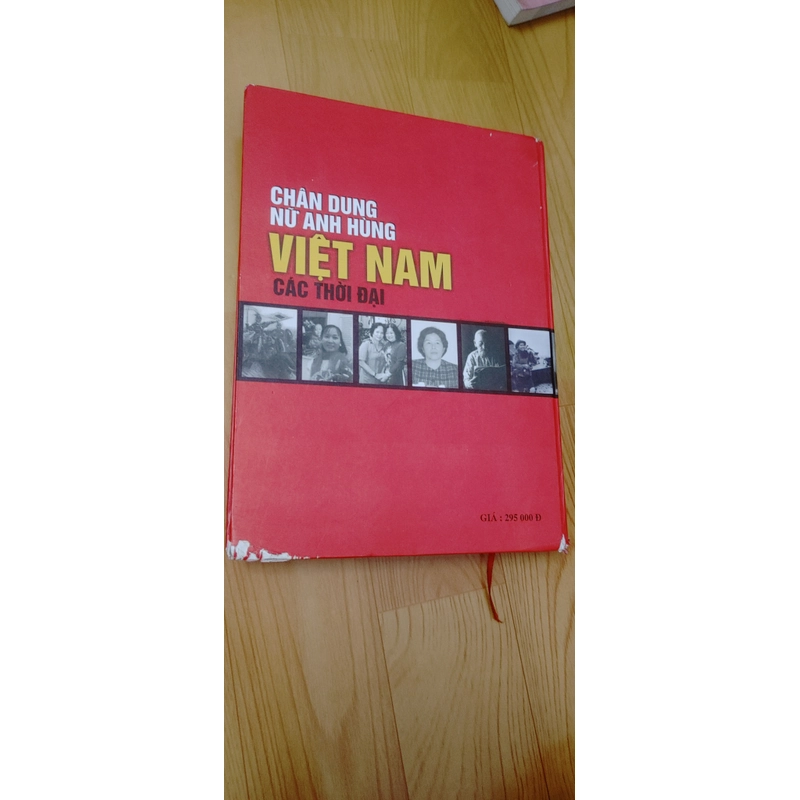 CHÂN DUNG
NỮ ANH HÙNG
VIỆT NAM
CÁC THỜI ĐẠI
GIÁ : 295 000 Đ